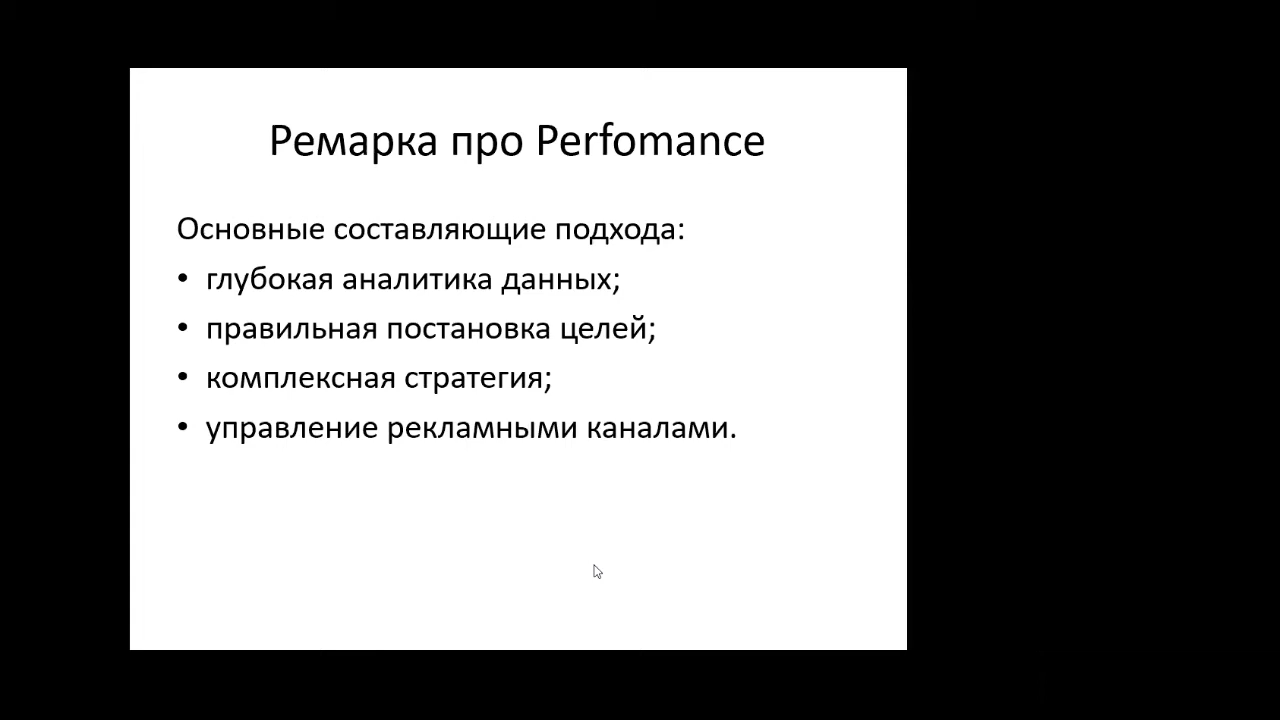 Ремарка про Perfomance
Основные составляющие подхода:
• глубокая аналитика данных;
• правильная постановка целей;
• комплексная стратегия;
• управление рекламными каналами.